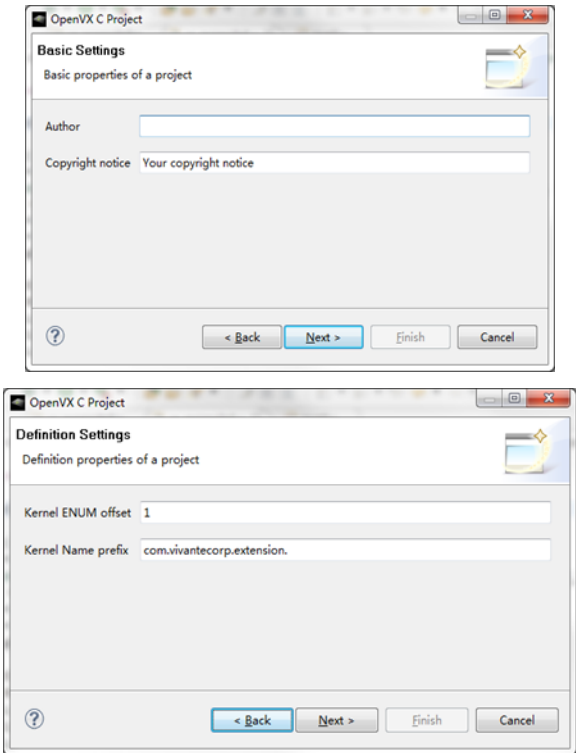 OpenVX C Project
Basic Settings
Basic properties of a project
Author
Copyright notice Your copyright notice
< Back Next > Finish Cancel
OpenVX C Project
Definition Settings
Definition properties of a project
Kernel ENUM offset 1
Kernel Name prefix com.vivantecorp.extension.
< Back Next > Finish Cancel